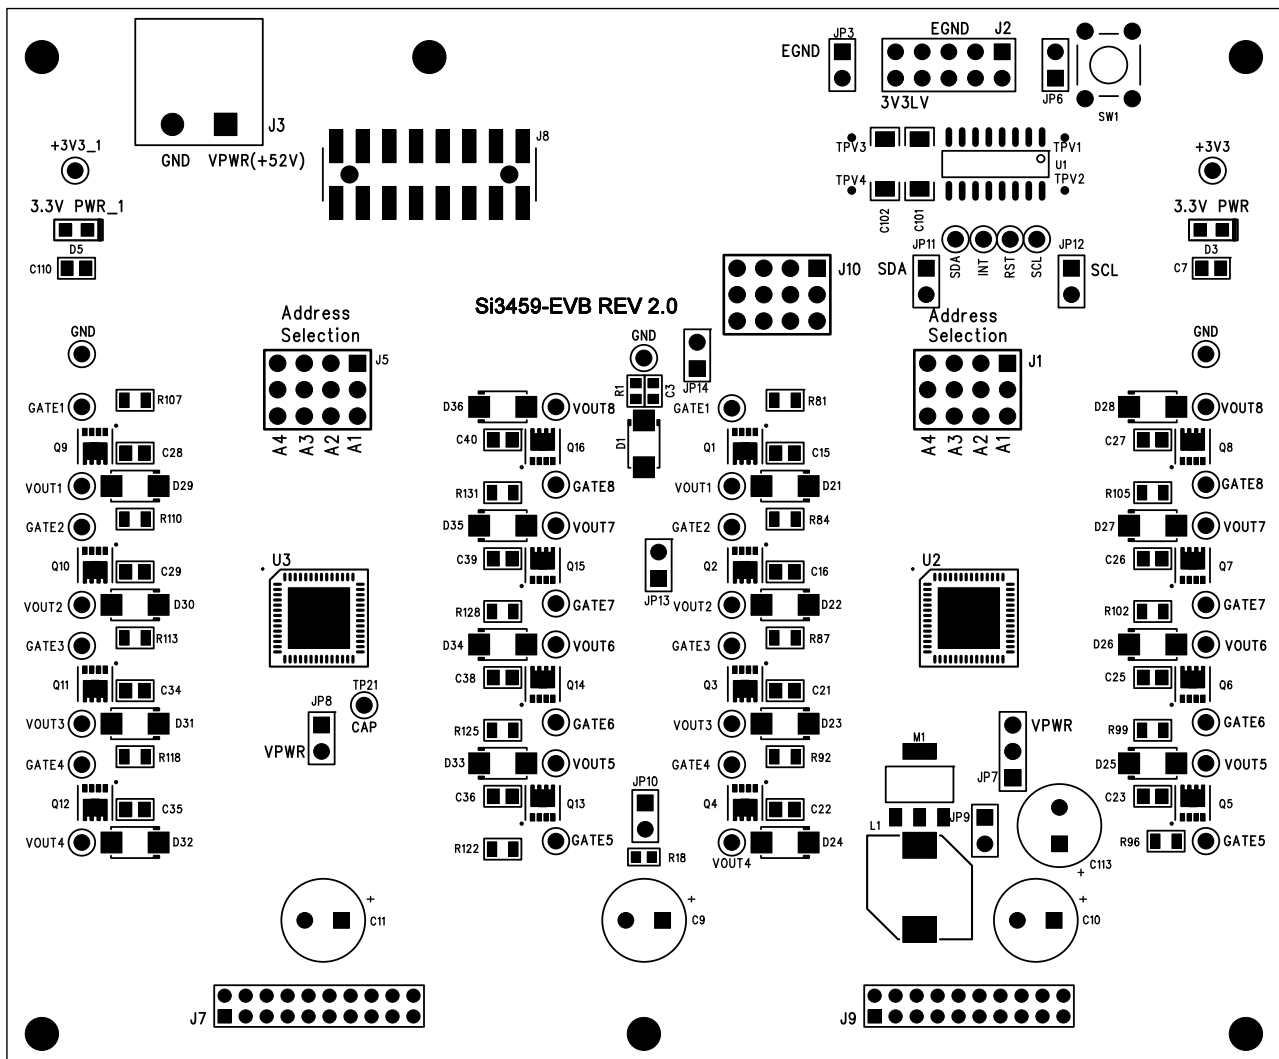 JP3
EGND
J2
EGND
3V3LV
JP6
SW1
J3
GND VPWR(+52V)
J8
+3V3_1
3.3V PWR_1
D5
C110
TPV3
TPV1
U1
TPV4
TPV2
C102
C101
+3V3
3.3V PWR
D3
C7
JP11
SDA
SDA
INT
RST
SCL
JP12
SCL
J10
Si3459-EVB REV 2.0
GND
Address
Selection
J5
A4
A3
A2
A1
GND
JP14
R1
C3
D1
Address
Selection
J1
A4
A3
A2
A1
GND
GATE1
R107
Q9
C28
VOUT1
D29
GATE2
R110
Q10
C29
VOUT2
D30
GATE3
R113
Q11
C34
VOUT3
D31
GATE4
R118
Q12
C35
VOUT4
D32
U3
TP21
CAP
JP8
VPWR
D36
VOUT8
C40
Q16
R131
GATE8
D35
VOUT7
C39
Q15
R128
GATE7
D34
VOUT6
C38
Q14
R125
GATE6
D33
VOUT5
C36
Q13
R122
GATE5
JP13
JP10
R18
GATE1
R81
Q1
C15
VOUT1
D21
GATE2
R84
Q2
C16
VOUT2
D22
GATE3
R87
Q3
C21
VOUT3
D23
GATE4
R92
Q4
C22
VOUT4
D24
U2
VPWR
JP7
M1
L1
JP9
C113
+
D28
VOUT8
C27
Q8
R105
GATE8
D27
VOUT7
C26
Q7
R102
GATE7
D26
VOUT6
C25
Q6
R99
GATE6
D25
VOUT5
C23
Q5
R96
GATE5
+
C11
+
C9
+
C10
J7
J9